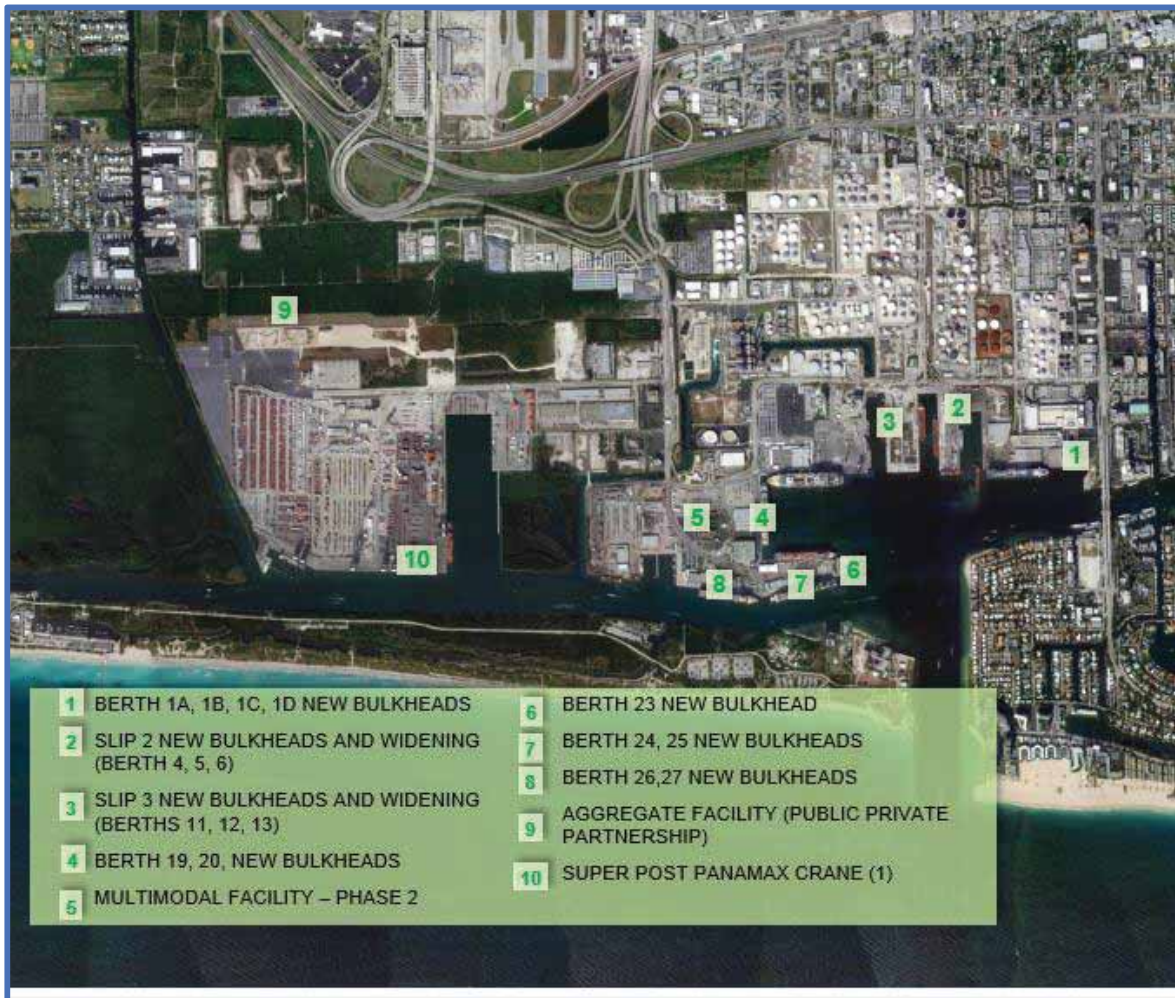 9
2
3
1
5
4
10
8
7
6
1 BERTH 1A, 1B, 1C, 1D NEW BULKHEADS
2 SLIP 2 NEW BULKHEADS AND WIDENING
(BERTH 4, 5, 6)
3 SLIP 3 NEW BULKHEADS AND WIDENING
(BERTHS 11, 12, 13)
4 BERTH 19, 20, NEW BULKHEADS
5 MULTIMODAL FACILITY – PHASE 2
6 BERTH 23 NEW BULKHEAD
7 BERTH 24, 25 NEW BULKHEADS
8 BERTH 26,27 NEW BULKHEADS
9 AGGREGATE FACILITY (PUBLIC PRIVATE
PARTNERSHIP)
10 SUPER POST PANAMAX CRANE (1)